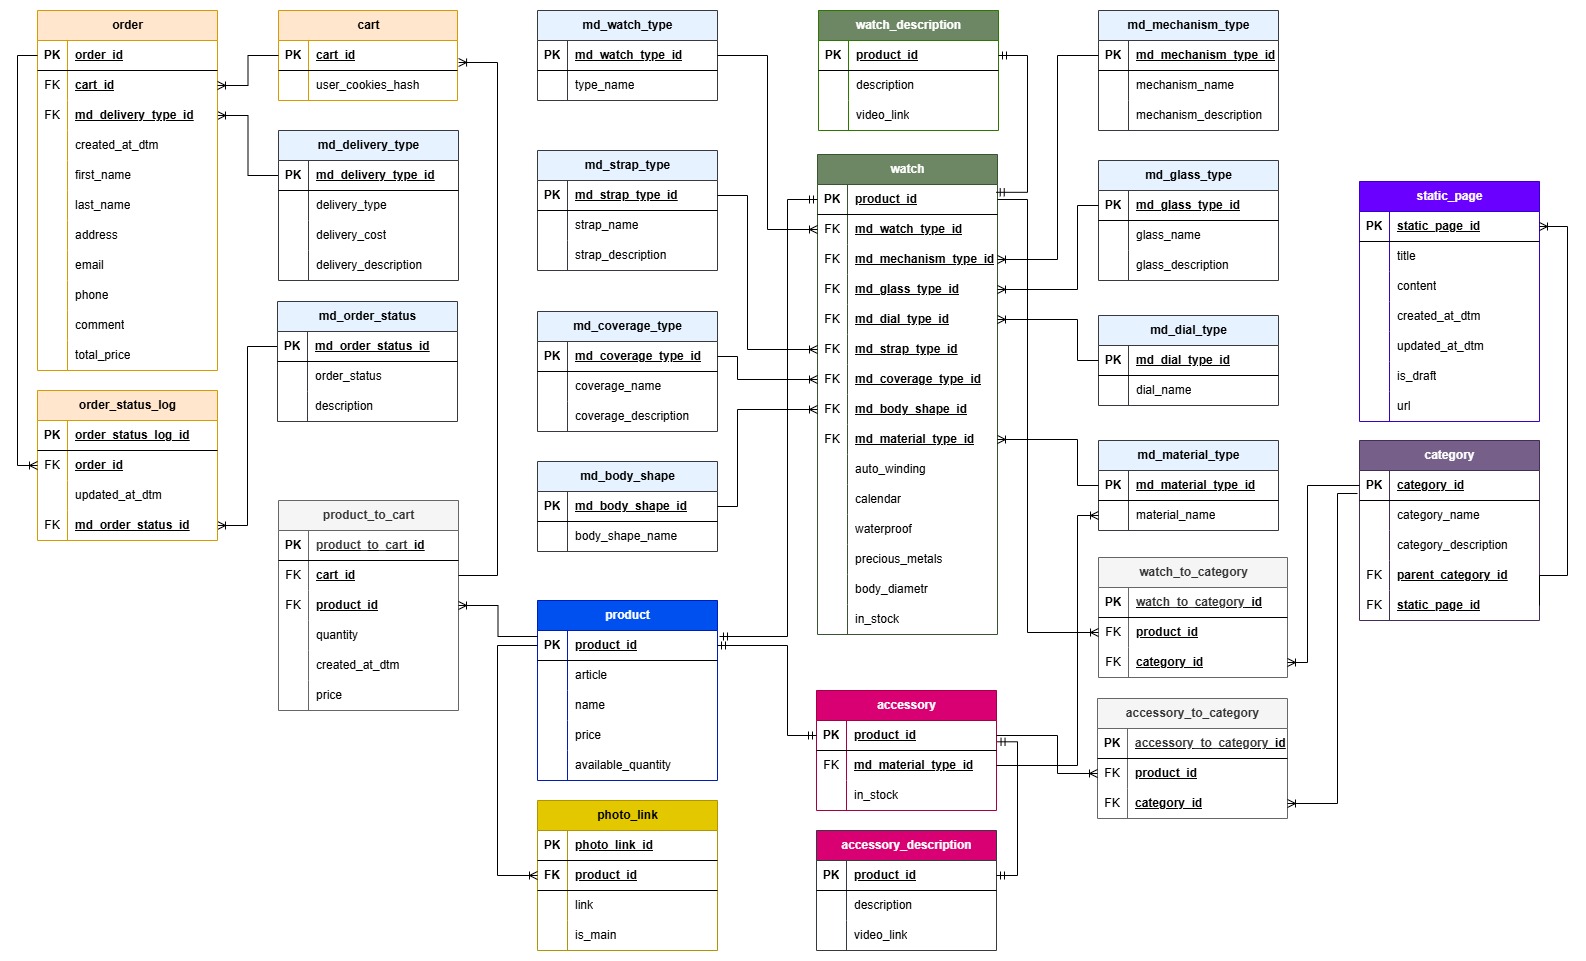 order
PK order_id
FK cart_id
FK md_delivery_type_id
created_at_dtm
first_name
last_name
address
email
phone
comment
total_price
order_status_log
PK order_status_log_id
FK order_id
updated_at_dtm
FK md_order_status_id
cart
PK cart_id
user_cookies_hash
md_delivery_type
PK md_delivery_type_id
delivery_type
delivery_cost
delivery_description
md_order_status
PK md_order_status_id
order_status
description
product_to_cart
PK product_to_cart_id
FK cart_id
FK product_id
quantity
created_at_dtm
price
md_watch_type
PK md_watch_type_id
type_name
md_strap_type
PK md_strap_type_id
strap_name
strap_description
md_coverage_type
PK md_coverage_type_id
coverage_name
coverage_description
md_body_shape
PK md_body_shape_id
body_shape_name
product
PK product_id
article
name
price
available_quantity
photo_link
PK photo_link_id
FK product_id
link
is_main
watch_description
PK product_id
description
video_link
watch
PK product_id
FK md_watch_type_id
FK md_mechanism_type_id
FK md_glass_type_id
FK md_dial_type_id
FK md_strap_type_id
FK md_coverage_type_id
FK md_body_shape_id
FK md_material_type_id
auto_winding
calendar
waterproof
precious_metals
body_diametr
in_stock
accessory
PK product_id
FK md_material_type_id
in_stock
accessory_description
PK product_id
description
video_link
md_mechanism_type
PK md_mechanism_type_id
mechanism_name
mechanism_description
md_glass_type
PK md_glass_type_id
glass_name
glass_description
md_dial_type
PK md_dial_type_id
dial_name
md_material_type
PK md_material_type_id
material_name
watch_to_category
PK watch_to_category_id
FK product_id
FK category_id
accessory_to_category
PK accessory_to_category_id
FK product_id
FK category_id
static_page
PK static_page_id
title
content
created_at_dtm
updated_at_dtm
is_draft
url
category
PK category_id
category_name
category_description
FK parent_category_id
FK static_page_id